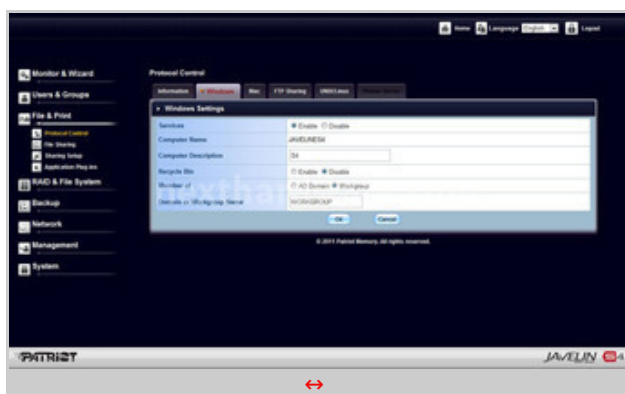 Home Language English Logout
Monitor & Wizard
Users & Groups
File & Print
Protocol Control
File Sharing
Sharing Setup
Application Plug-ins
RAID & File System
Backup
Network
Management
System
Protocol Control
Information Windows Mac FTP Sharing UNIX/Linux
Windows Settings
Services Enable Disable
Computer Name JAVELINES4
Computer Description S4
Recycle Bin Enable Disable
Member of AD Domain Workgroup
Domain or Workgroup Name WORKGROUP
OK Cancel
© 2011 Patriot Memory, All rights reserved.
PATRIOT
JAVELIN S4